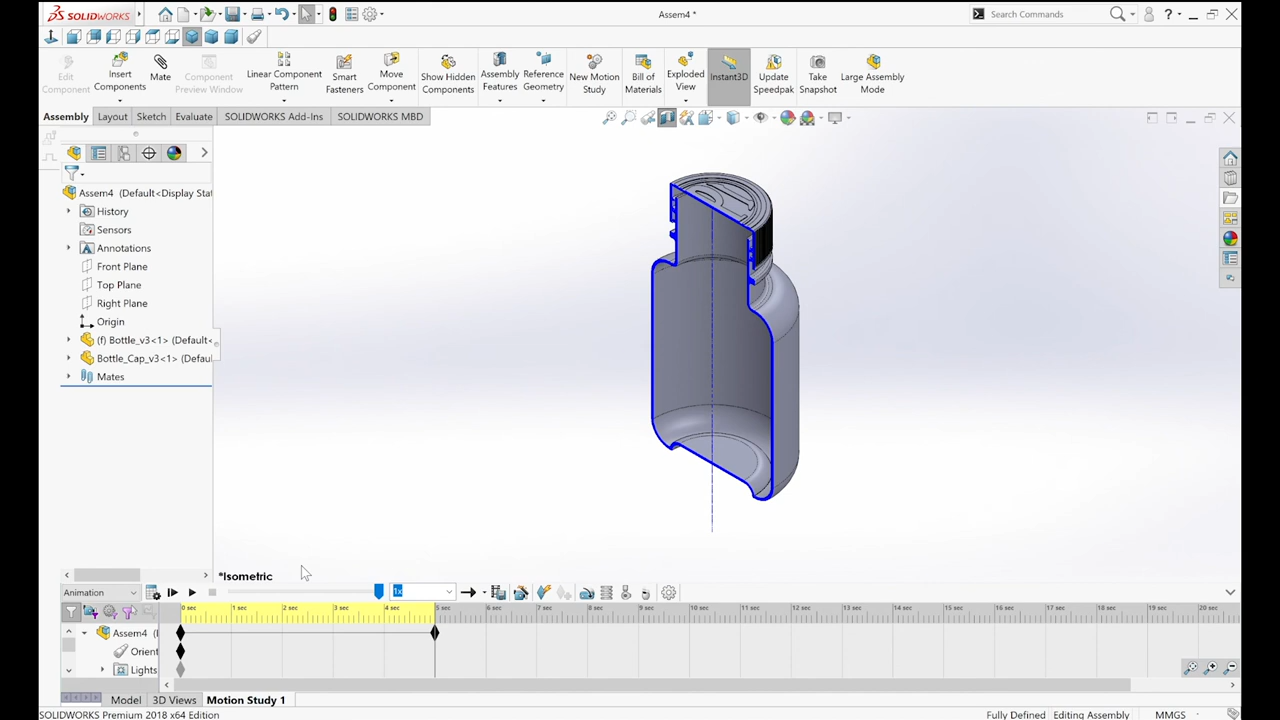 SOLIDWORKS
Assem4 *
Search Commands
?
Edit Component
Insert Components
Mate
Component Preview Window
Linear Component Pattern
Smart Fasteners
Move Component
Show Hidden Components
Assembly Features
Reference Geometry
New Motion Study
Bill of Materials
Exploded View
Instant3D
Update Speedpak
Take Snapshot
Large Assembly Mode
Assembly
Layout
Sketch
Evaluate
SOLIDWORKS Add-Ins
SOLIDWORKS MBD
Assem4 (Default<Display Stat
History
Sensors
Annotations
Front Plane
Top Plane
Right Plane
Origin
(f) Bottle_v3<1> (Default<
Bottle_Cap_v3<1> (Defaul
Mates
*Isometric
Animation
1x
0 sec 1 sec 2 sec 3 sec 4 sec 5 sec 6 sec 7 sec 8 sec 9 sec 10 sec 11 sec 12 sec 13 sec 14 sec 15 sec 16 sec 17 sec 18 sec 19 sec 20 sec
Assem4 (
Orient
Lights
Model
3D Views
Motion Study 1
SOLIDWORKS Premium 2018 x64 Edition
Fully Defined
Editing Assembly
MMGS